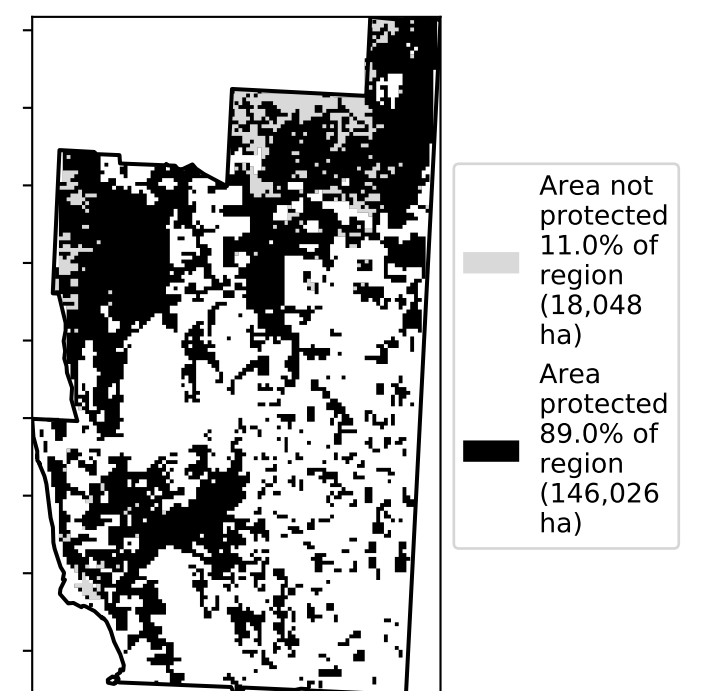 Area not
protected
11.0% of
region
(18,048
ha)
Area
protected
89.0% of
region
(146,026
ha)